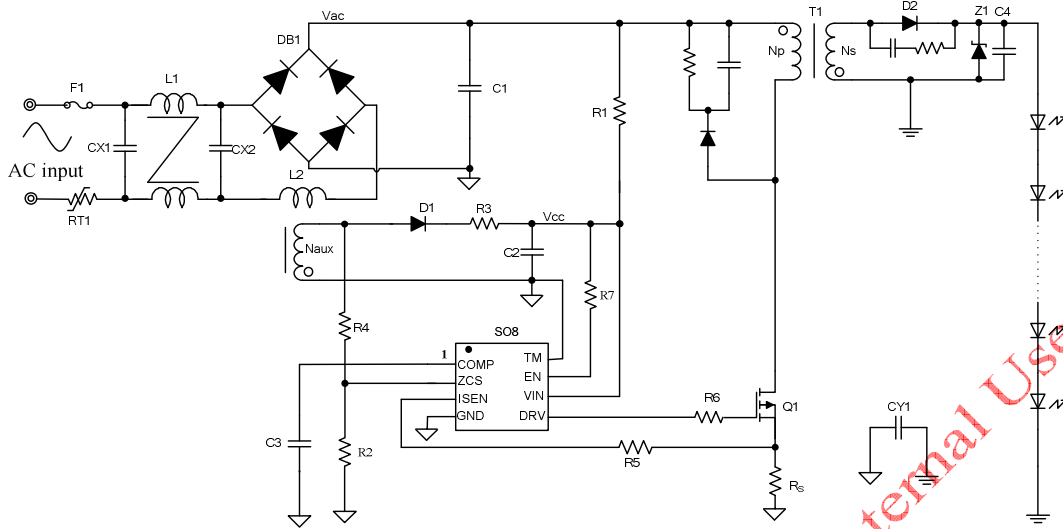 Vac
T1
D2
Z1
C4
DB1
Np
Ns
F1
L1
C1
R1
CX1
CX2
AC input
L2
RT1
D1
R3
Vcc
Naux
C2
R7
R4
SO8
1
COMP
TM
ZCS
EN
ISEN
VIN
GND
DRV
R6
Q1
CY1
C3
R2
R5
Rs
ternal Use